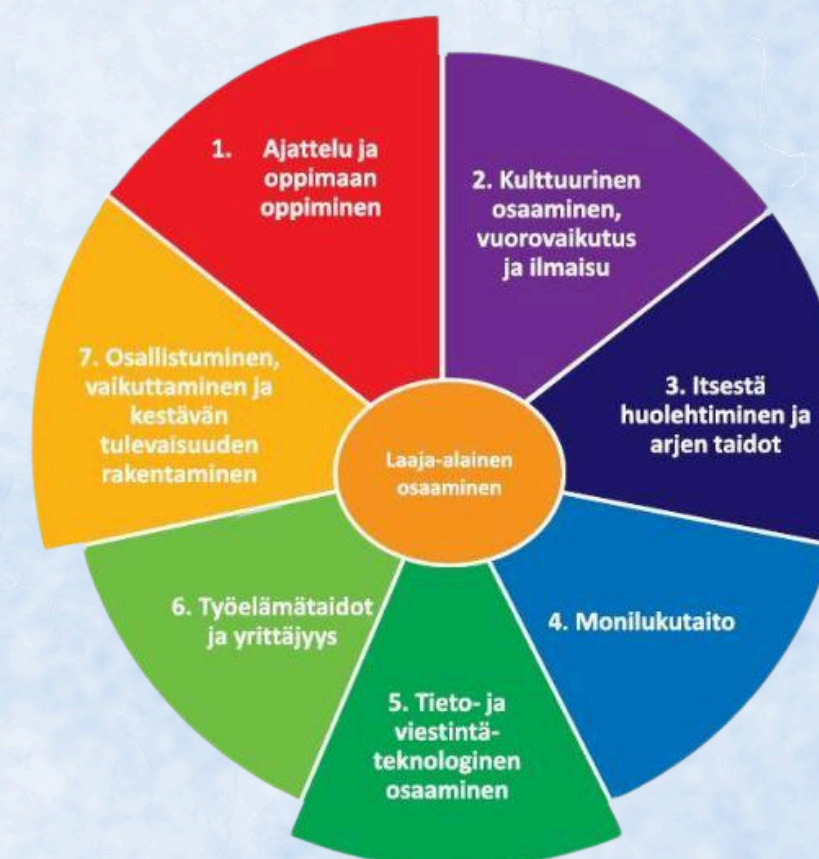 1. Ajattelu ja
oppimaan
oppiminen
2. Kulttuurinen
osaaminen,
vuorovaikutus
ja ilmaisu
3. Itsestä
huolehtiminen ja
arjen taidot
4. Monilukutaito
5. Tieto- ja
viestintä-
teknologinen
osaaminen
6. Työelämätaidot
ja yrittäjyys
7. Osallistuminen,
vaikuttaminen ja
kestävän
tulevaisuuden
rakentaminen
Laaja-alainen
osaaminen